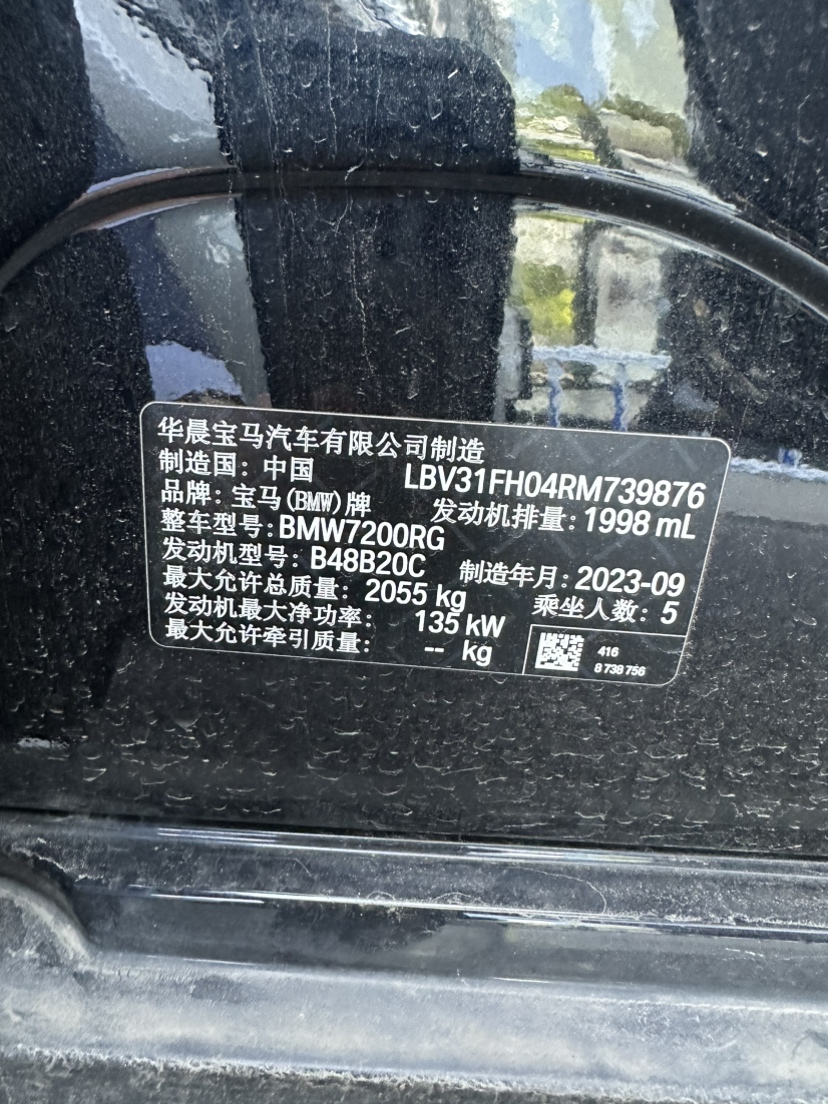 华晨宝马汽车有限公司制造
制造国：中国 LBV31FH04RM739876
品牌：宝马(BMW)牌 发动机排量：1998 mL
整车型号:BMW7200RG
发动机型号：B48B20C 制造年月：2023-09
最大允许总质量：2055 kg 乘坐人数：5
发动机最大净功率： 135 kW
最大允许牵引质量： -- kg
416
8 738 756